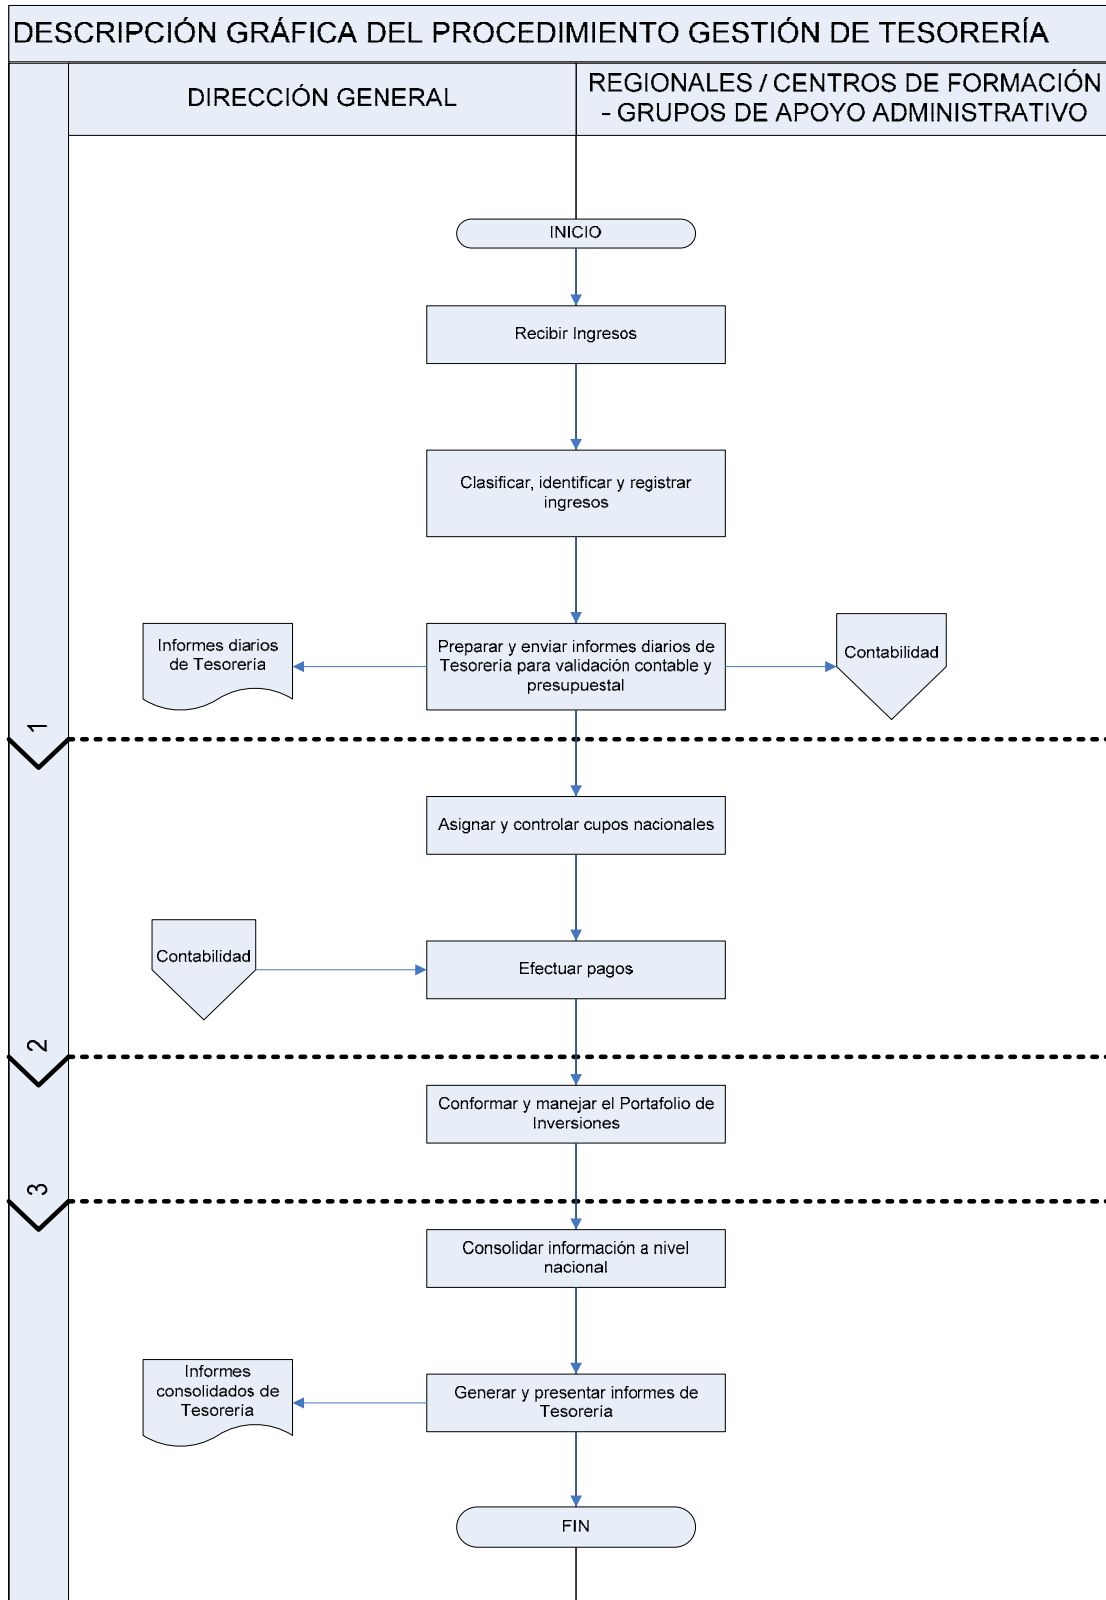 DESCRIPCIÓN GRÁFICA DEL PROCEDIMIENTO GESTIÓN DE TESORERÍA
DIRECCIÓN GENERAL
REGIONALES / CENTROS DE FORMACIÓN
- GRUPOS DE APOYO ADMINISTRATIVO
INICIO
Recibir Ingresos
Clasificar, identificar y registrar
ingresos
Informes diarios
de Tesorería
Preparar y enviar informes diarios de
Tesorería para validación contable y
presupuestal
Contabilidad
1
Asignar y controlar cupos nacionales
Contabilidad
Efectuar pagos
2
Conformar y manejar el Portafolio de
Inversiones
3
Consolidar información a nivel
nacional
Informes
consolidados de
Tesorería
Generar y presentar informes de
Tesorería
FIN